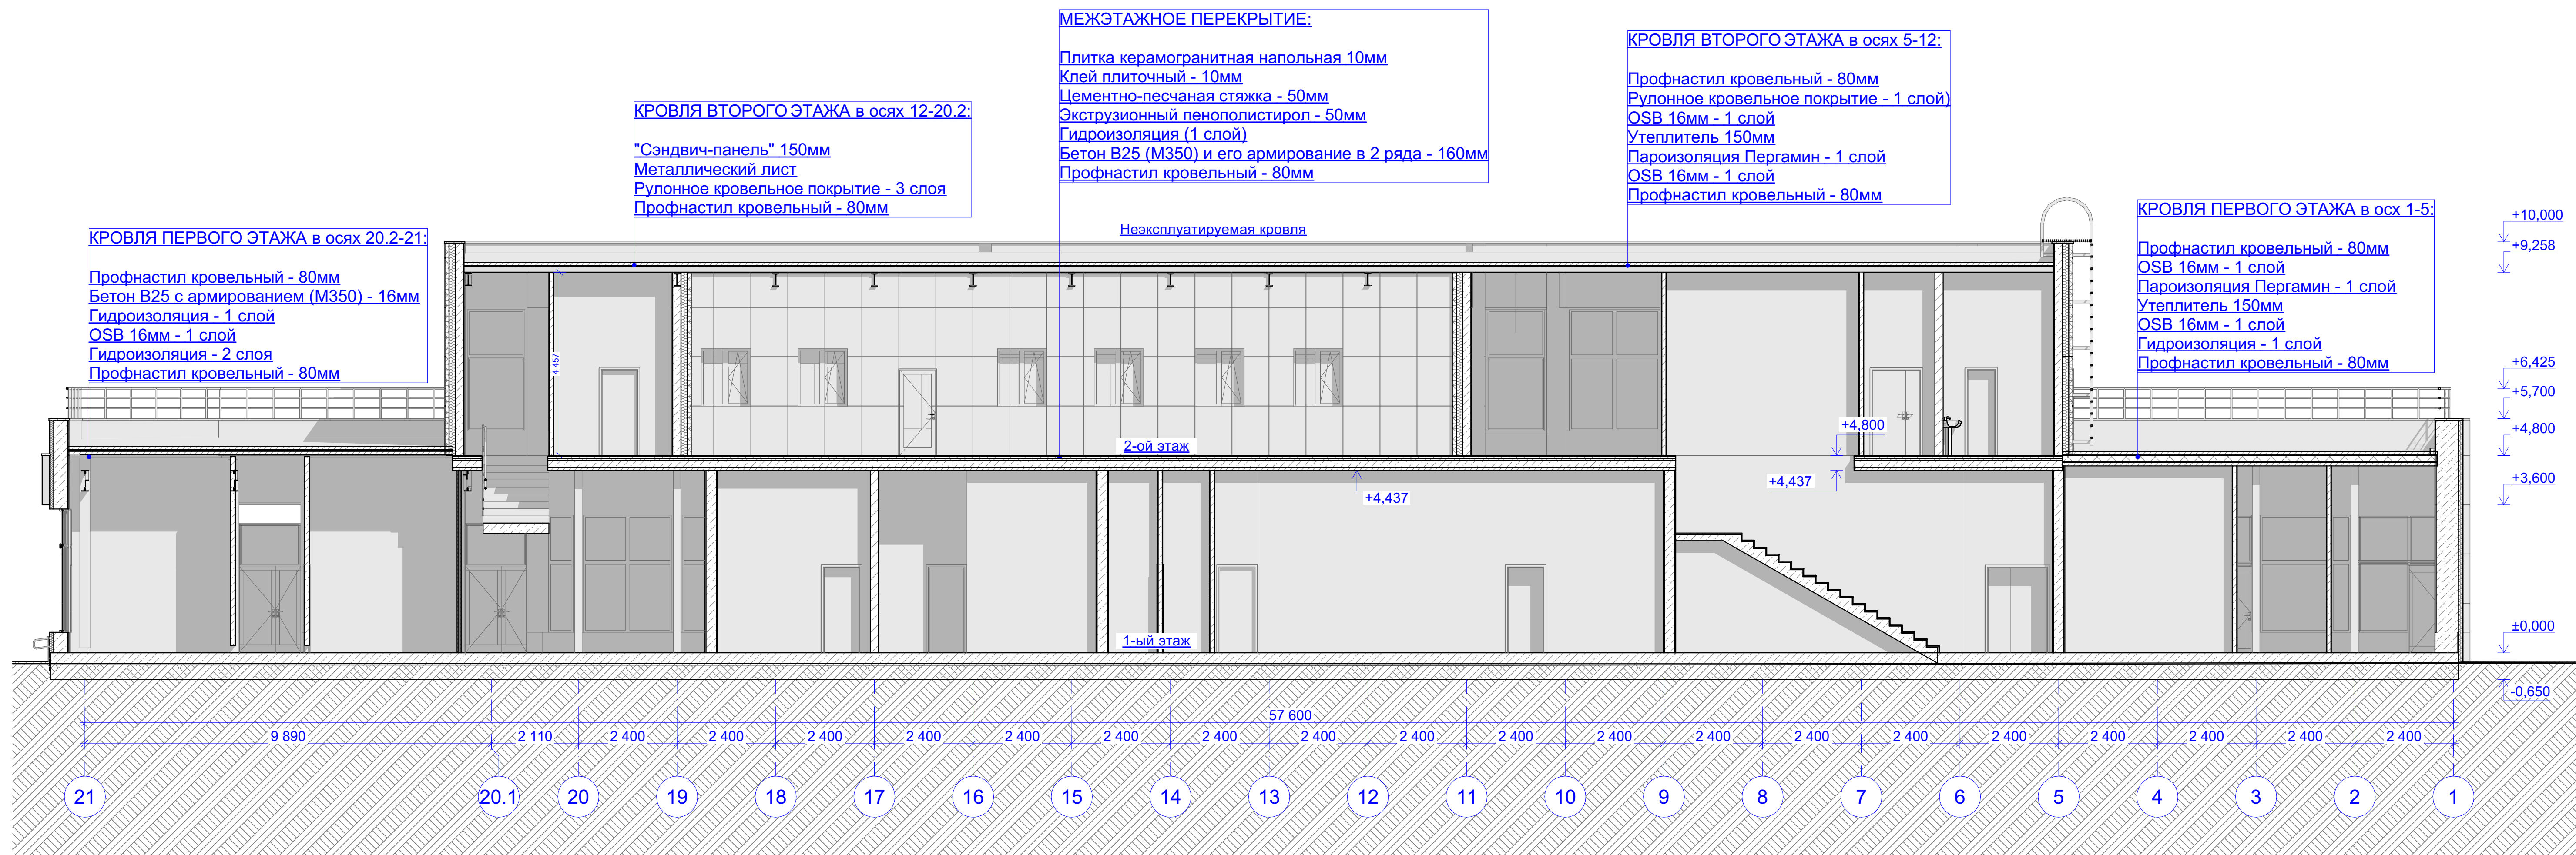 МЕЖЭТАЖНОЕ ПЕРЕКРЫТИЕ:
Плитка керамогранитная напольная 10мм
Клей плиточный - 10мм
Цементно-песчаная стяжка - 50мм
Экструзионный пенополистирол - 50мм
Гидроизоляция (1 слой)
Бетон В25 (М350) и его армирование в 2 ряда - 160мм
Профнастил кровельный - 80мм
КРОВЛЯ ВТОРОГО ЭТАЖА в осях 5-12:
Профнастил кровельный - 80мм
Рулонное кровельное покрытие - 1 слой)
OSB 16мм - 1 слой
Утеплитель 150мм
Пароизоляция Пергамин - 1 слой
OSB 16мм - 1 слой
Профнастил кровельный - 80мм
КРОВЛЯ ВТОРОГО ЭТАЖА в осях 12-20.2:
"Сэндвич-панель" 150мм
Металлический лист
Рулонное кровельное покрытие - 3 слоя
Профнастил кровельный - 80мм
КРОВЛЯ ПЕРВОГО ЭТАЖА в осх 1-5:
Профнастил кровельный - 80мм
OSB 16мм - 1 слой
Пароизоляция Пергамин - 1 слой
Утеплитель 150мм
OSB 16мм - 1 слой
Гидроизоляция - 1 слой
Профнастил кровельный - 80мм
КРОВЛЯ ПЕРВОГО ЭТАЖА в осях 20.2-21:
Профнастил кровельный - 80мм
Бетон В25 с армированием (М350) - 16мм
Гидроизоляция - 1 слой
OSB 16мм - 1 слой
Гидроизоляция - 2 слоя
Профнастил кровельный - 80мм
Неэксплуатируемая кровля
+10,000
+9,258
+6,425
+5,700
+4,800
+3,600
±0,000
-0,650
4 457
2-ой этаж
+4,800
+4,437
+4,437
1-ый этаж
57 600
9 890 2 110 2 400 2 400 2 400 2 400 2 400 2 400 2 400 2 400 2 400 2 400 2 400 2 400 2 400 2 400 2 400 2 400 2 400 2 400 2 400
21 20.1 20 19 18 17 16 15 14 13 12 11 10 9 8 7 6 5 4 3 2 1